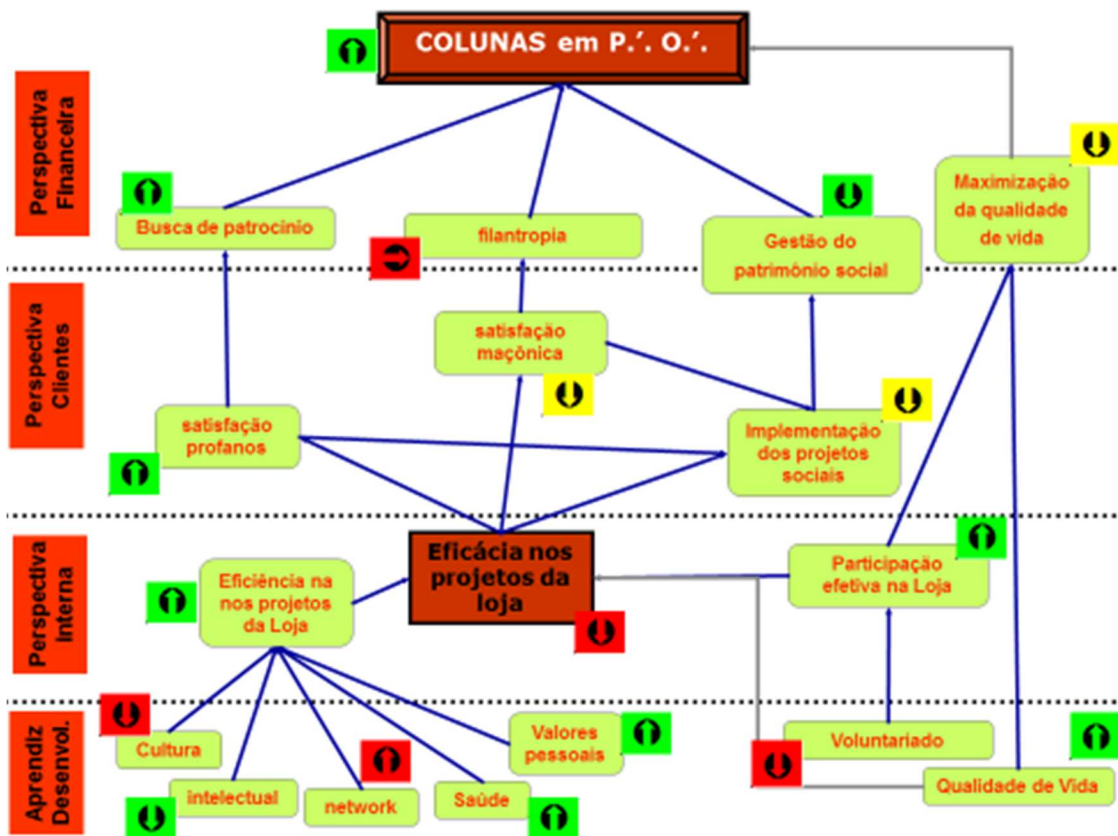 COLUNAS em P.´. O.´.
Perspectiva
Financeira
Busca de patrocínio
filantropia
Gestão do
patrimônio social
Maximização
da qualidade
de vida
Perspectiva
Clientes
satisfação
maçônica
satisfação
profanos
Implementação
dos projetos
sociais
Perspectiva
Interna
Eficiência na
nos projetos
da Loja
Eficácia nos
projetos da
loja
Participação
efetiva na Loja
Aprendiz
Desenvol.
Cultura
intelectual
network
Saúde
Valores
pessoais
Voluntariado
Qualidade de Vida